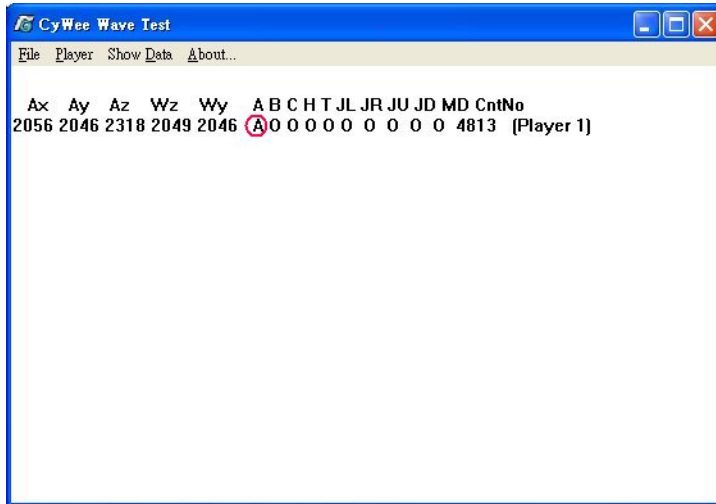 CyWee Wave Test
File Player Show Data About...
Ax Ay Az Wz Wy A B C H T JL JR JU JD MD CntNo
2056 2046 2318 2049 2046 A 0 0 0 0 0 0 0 0 0 4813 (Player 1)